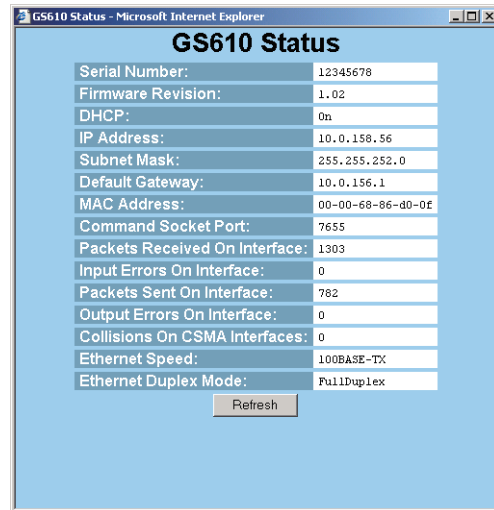 GS610 Status - Microsoft Internet Explorer
GS610 Status
Serial Number: 12345678
Firmware Revision: 1.02
DHCP: On
IP Address: 10.0.158.56
Subnet Mask: 255.255.252.0
Default Gateway: 10.0.156.1
MAC Address: 00-00-68-86-d0-0f
Command Socket Port: 7655
Packets Received On Interface: 1303
Input Errors On Interface: 0
Packets Sent On Interface: 782
Output Errors On Interface: 0
Collisions On CSMA Interfaces: 0
Ethernet Speed: 100BASE-TX
Ethernet Duplex Mode: FullDuplex
Refresh